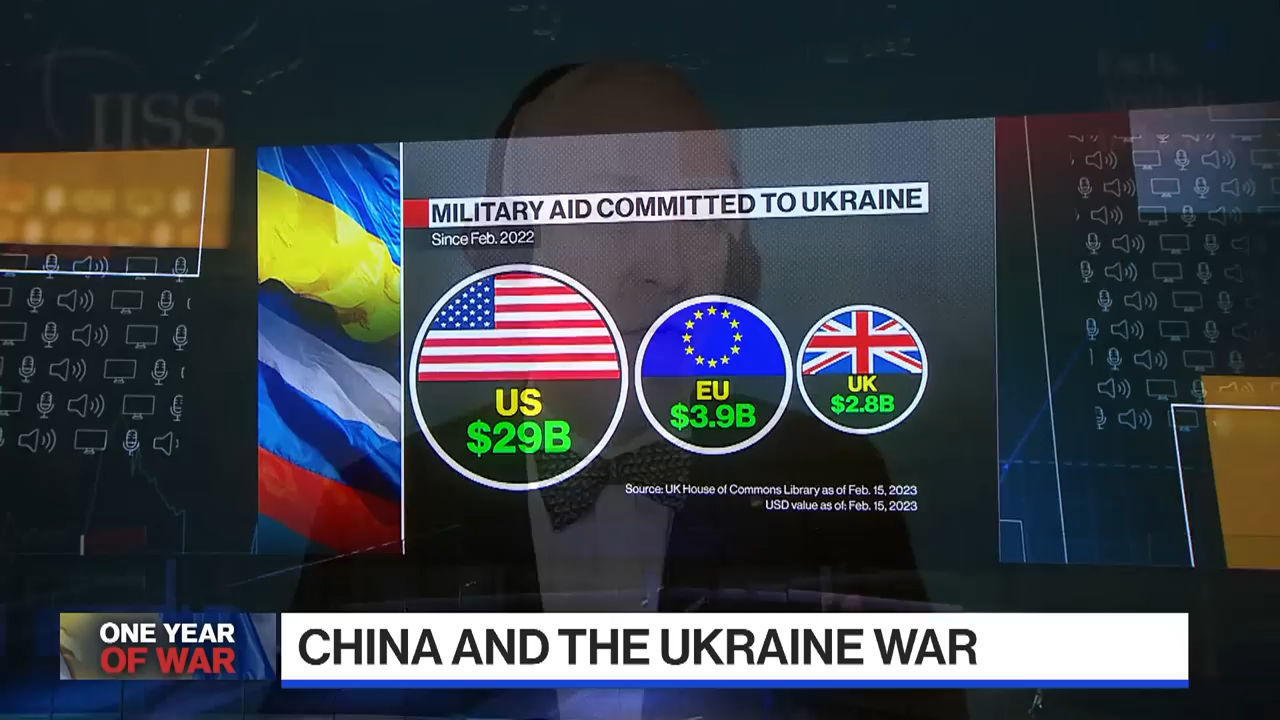 IISS
MILITARY AID COMMITTED TO UKRAINE
Since Feb. 2022
US
$29B
EU
$3.9B
UK
$2.8B
Source: UK House of Commons Library as of Feb. 15, 2023
USD value as of: Feb. 15, 2023
ONE YEAR
OF WAR
CHINA AND THE UKRAINE WAR